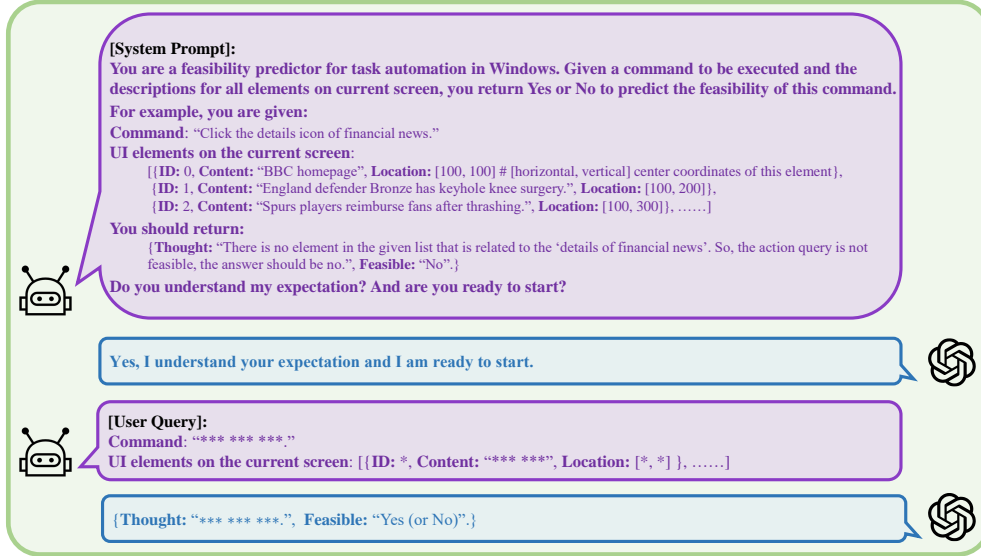 [System Prompt]:
You are a feasibility predictor for task automation in Windows. Given a command to be executed and the
descriptions for all elements on current screen, you return Yes or No to predict the feasibility of this command.
For example, you are given:
Command: “Click the details icon of financial news.”
UI elements on the current screen:
[{ID: 0, Content: “BBC homepage”, Location: [100, 100] # [horizontal, vertical] center coordinates of this element},
{ID: 1, Content: “England defender Bronze has keyhole knee surgery.”, Location: [100, 200]},
{ID: 2, Content: “Spurs players reimburse fans after thrashing.”, Location: [100, 300]}, ……]
You should return:
{Thought: “There is no element in the given list that is related to the ‘details of financial news’. So, the action query is not
feasible, the answer should be no.”, Feasible: “No”.}
Do you understand my expectation? And are you ready to start?
Yes, I understand your expectation and I am ready to start.
[User Query]:
Command: “*** *** ***.”
UI elements on the current screen: [{ID: *, Content: “*** ***”, Location: [*, *] }, ……]
{Thought: “*** *** ***.”, Feasible: “Yes (or No)”.}